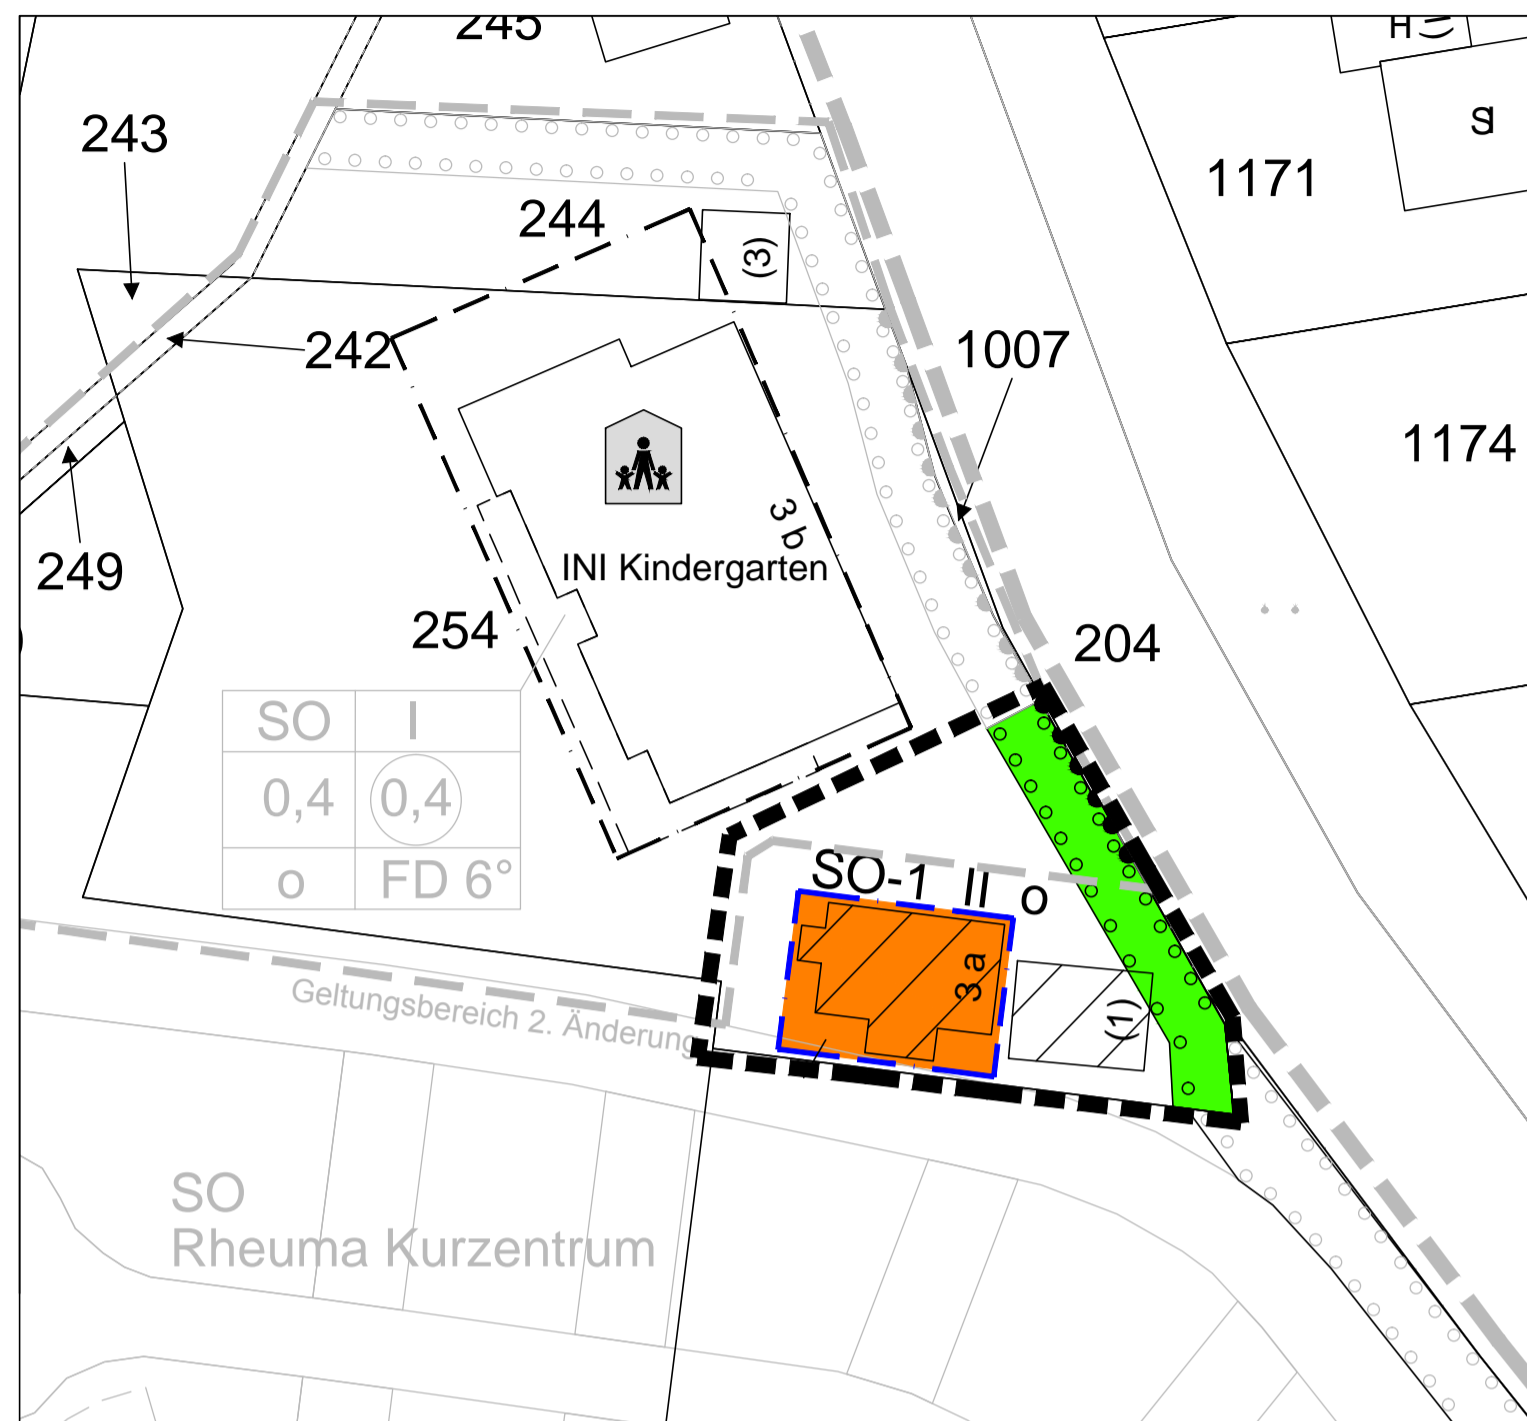 245
243
244
(3)
1171
242
1007
1174
3 b
INI Kindergarten
249
254
204
SO I
0,4 0,4
o FD 6°
SO-1 II o
3 a
(1)
Geltungsbereich 2. Änderung
SO
Rheuma Kurzentrum